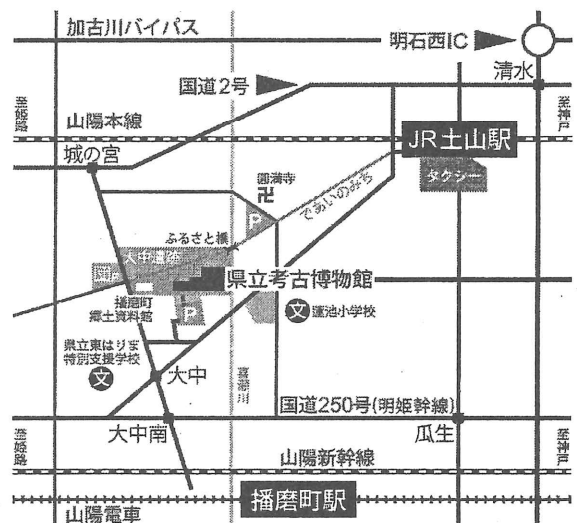 加古川バイパス
明石西IC
清水
国道2号
至姫路
山陽本線
至神戸
JR土山駅
タクシー
城の宮
圓満寺
であいのみち
P
ふるさと橋
大中遺跡
県立考古博物館
播磨町
郷土資料館
P
文
蓮池小学校
県立東はりま
特別支援学校
文
大中
喜瀬川
国道250号(明姫幹線)
大中南
瓜生
至姫路
至神戸
山陽新幹線
播磨町駅
山陽電車